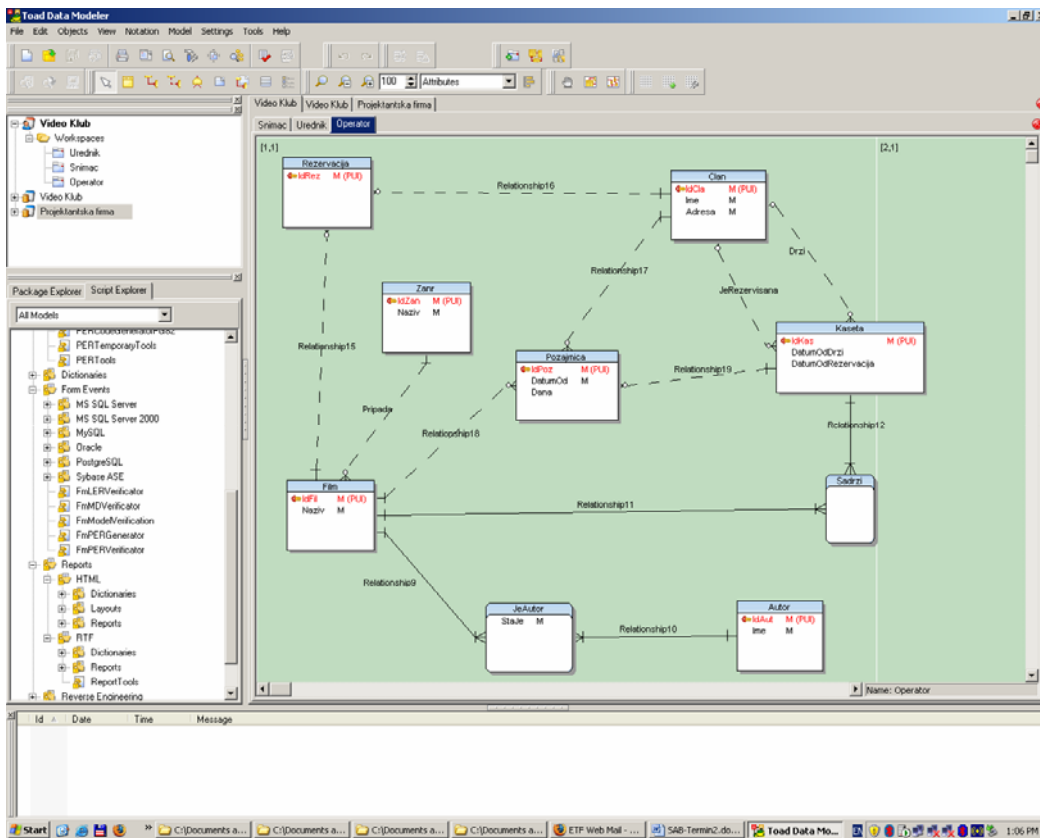 Toad Data Modeler
File Edit Objects View Notation Model Settings Tools Help
100 Attributes
Video Klub
Workspaces
Urednik
Snimac
Operator
Video Klub
Projektantska firma
Package Explorer Script Explorer
All Models
PERTemporaryTools
PERTools
Dictionaries
Form Events
MS SQL Server
MS SQL Server 2000
MySQL
Oracle
PostgreSQL
Sybase ASE
FmLERVerificator
FmMDVerificator
FmModelVerification
FmPERGenerator
FmPERVerificator
Reports
HTML
Dictionaries
Layouts
Reports
RTF
Dictionaries
Reports
ReportTools
Reverse Engineering
Video Klub Video Klub Projektantska firma
Snimac Urednik Operator
[1,1] [2,1]
Rezervacija
IdRez M (PUI)
Relationship16
Clan
IdCla M (PUI)
Ime M
Adresa M
Drzi
Relationship17
JeRezervisana
Zanr
IdZan M (PUI)
Naziv M
Relationship15
Kaseta
IdKas M (PUI)
DatumOdDrzi
DatumOdRezervacija
Pozajmica
IdPoz M (PUI)
DatumOd M
Dana
Relationship19
Pripada
Relationship18
Relationship12
Film
IdFil M (PUI)
Naziv M
Sadrzi
Relationship11
Relationship9
JeAutor
StaJe M
Relationship10
Autor
IdAut M (PUI)
Ime M
Name: Operator
Id Date Time Message
Start » C:\Documents a... C:\Documents a... C:\Documents a... C:\Documents a... ETF Web Mail - ... SAB-Termin2.do... Toad Data Mo... EN 1:06 PM